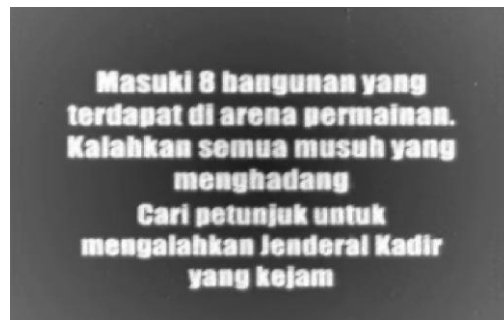 Masuki 8 bangunan yang
terdapat di arena permainan.
Kalahkan semua musuh yang
menghadang
Cari petunjuk untuk
mengalahkan Jenderal Kadir
yang kejam